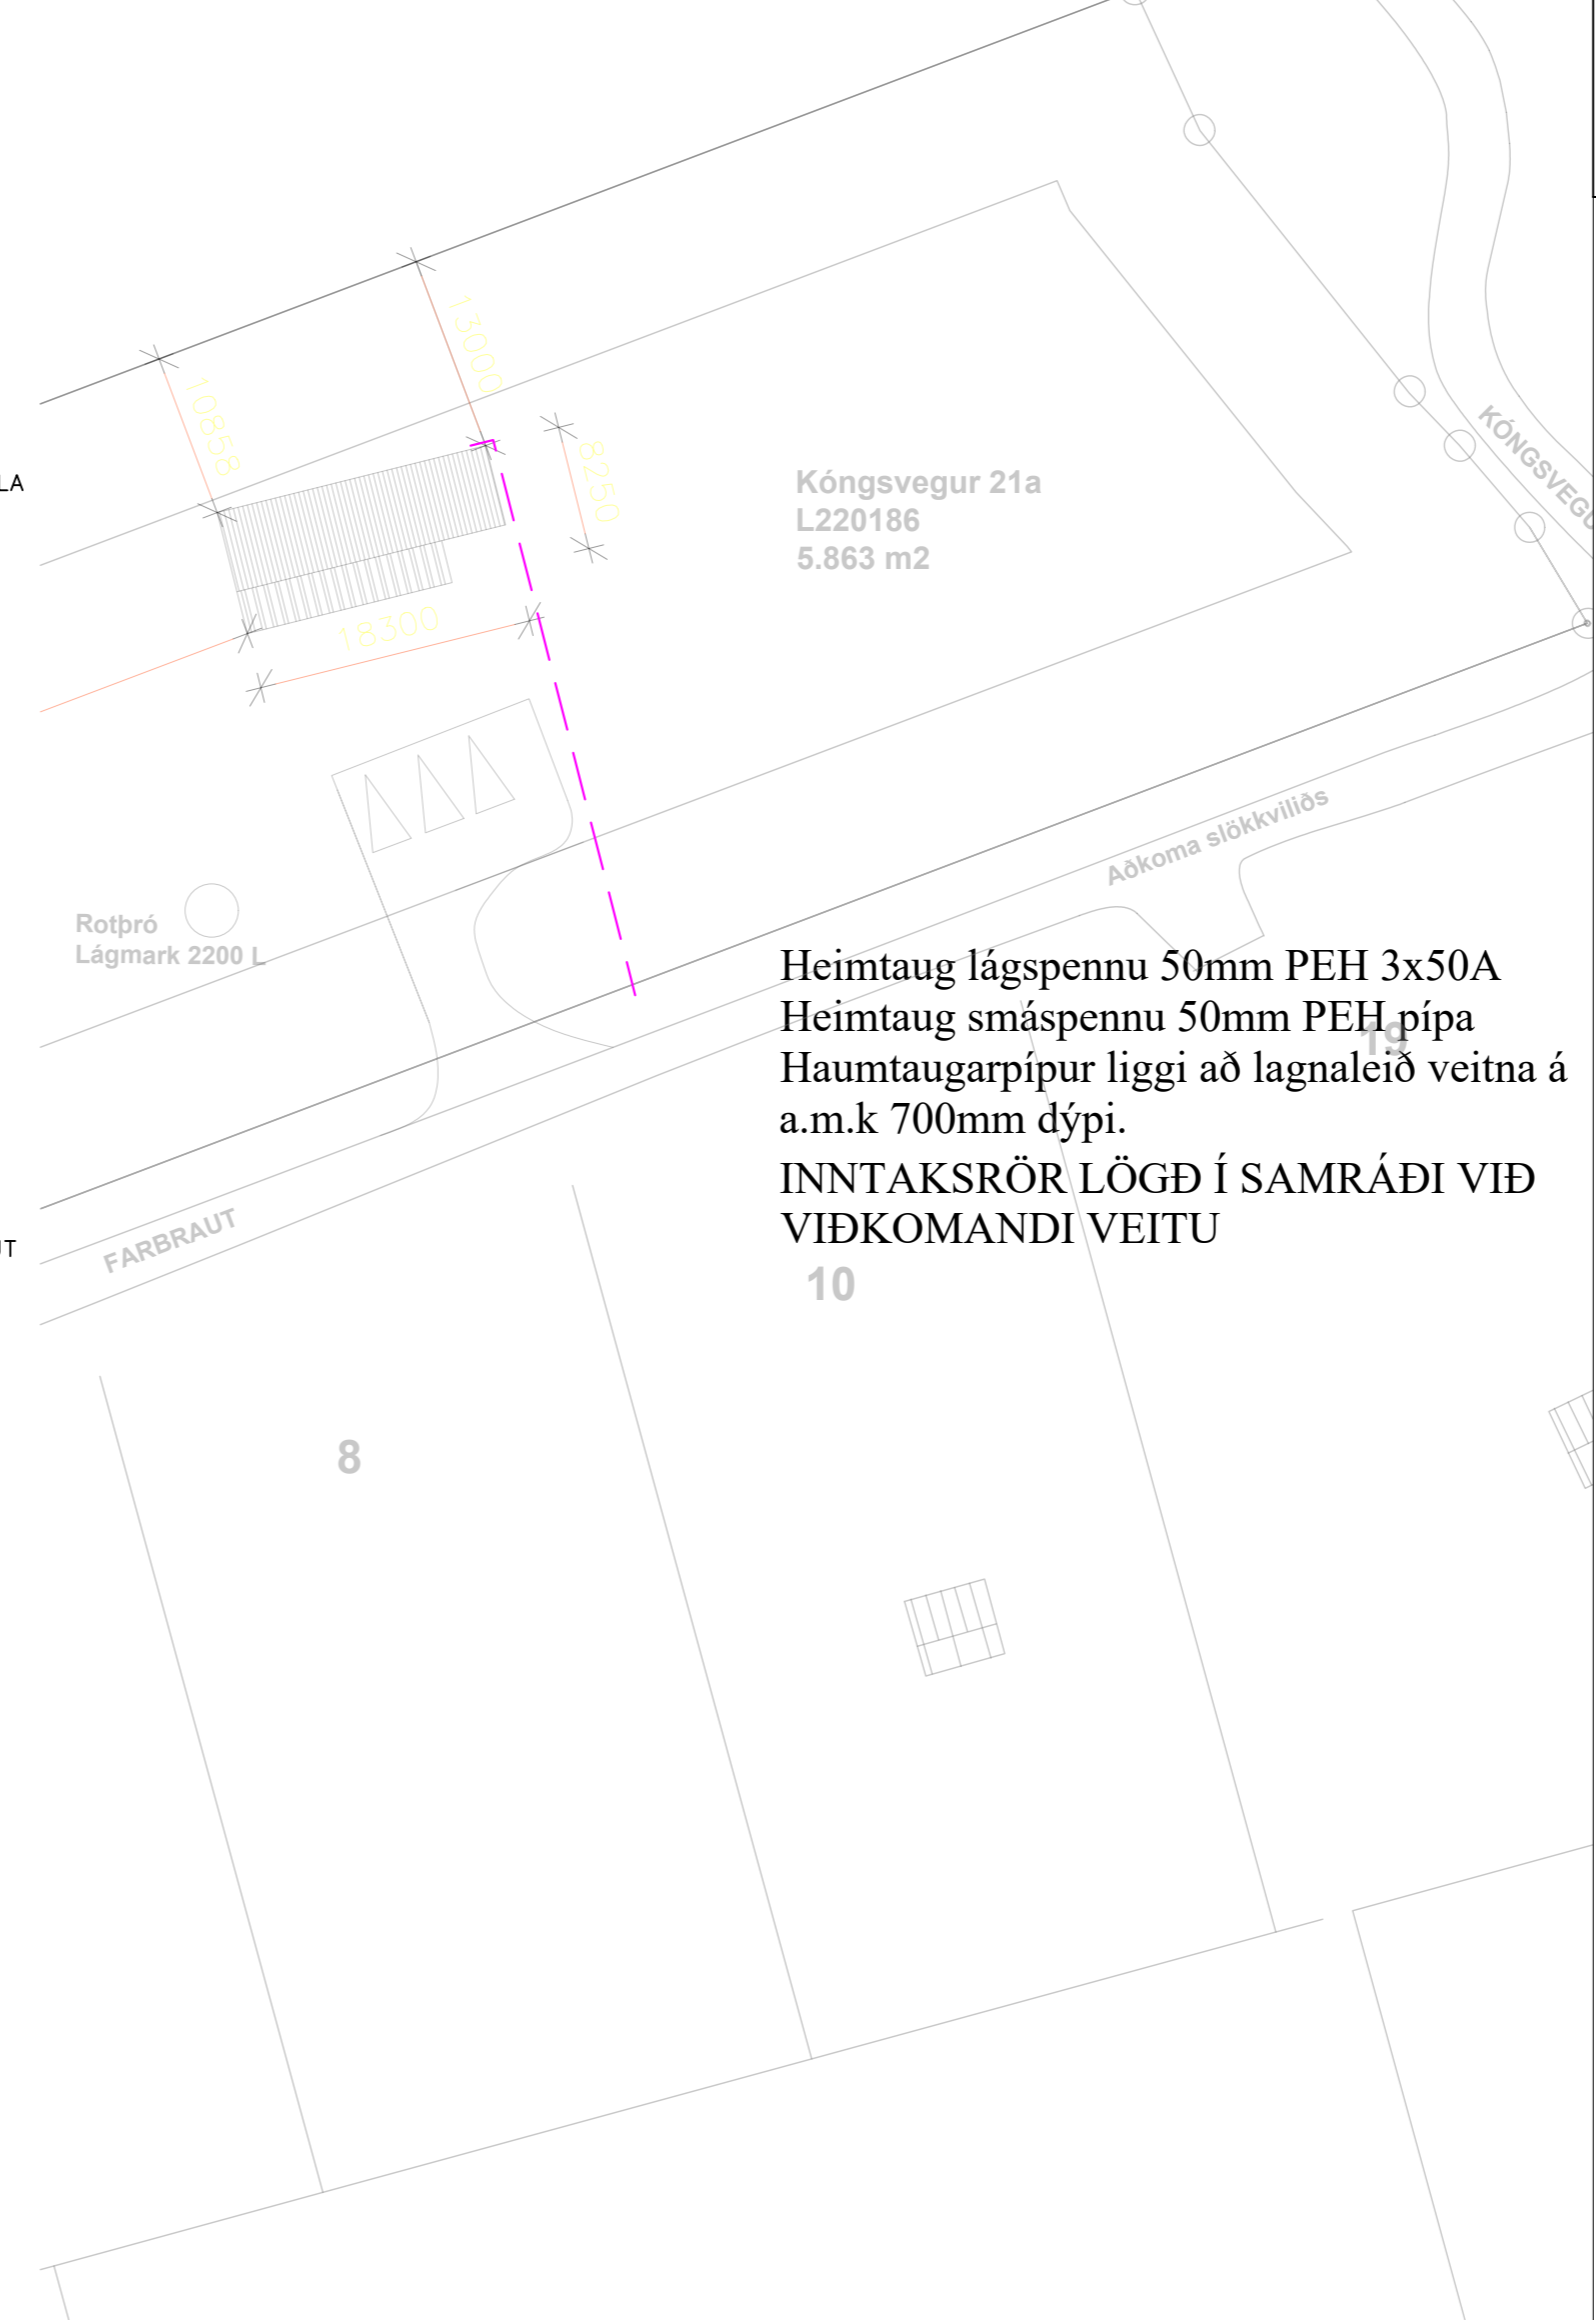 13000
10858
8250
LA
Kóngsvegur 21a
L220186
5.863 m2
KÓNGSVEGU
18300
Aðkoma slökkviliðs
Rotþró
Lágmark 2200 L
Heimtaug lágspennu 50mm PEH 3x50A
Heimtaug smáspennu 50mm PEH pípa
19
Haumtaugarpípur liggi að lagnaleið veitna á
a.m.k 700mm dýpi.
INNTAKSRÖR LÖGÐ Í SAMRÁÐI VIÐ
VIÐKOMANDI VEITU
FARBRAUT
UT
10
8